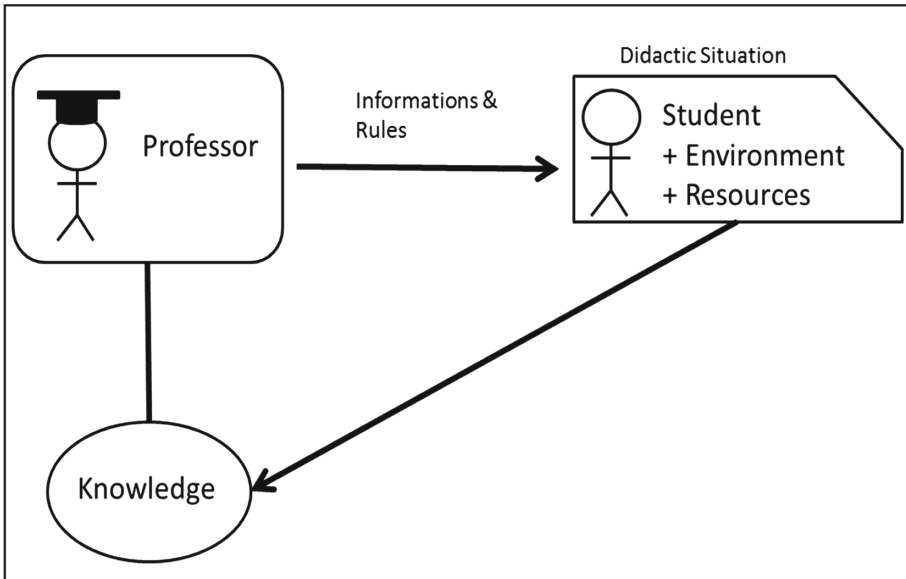 Didactic Situation
Professor
Informations &
Rules
Student
+ Environment
+ Resources
Knowledge